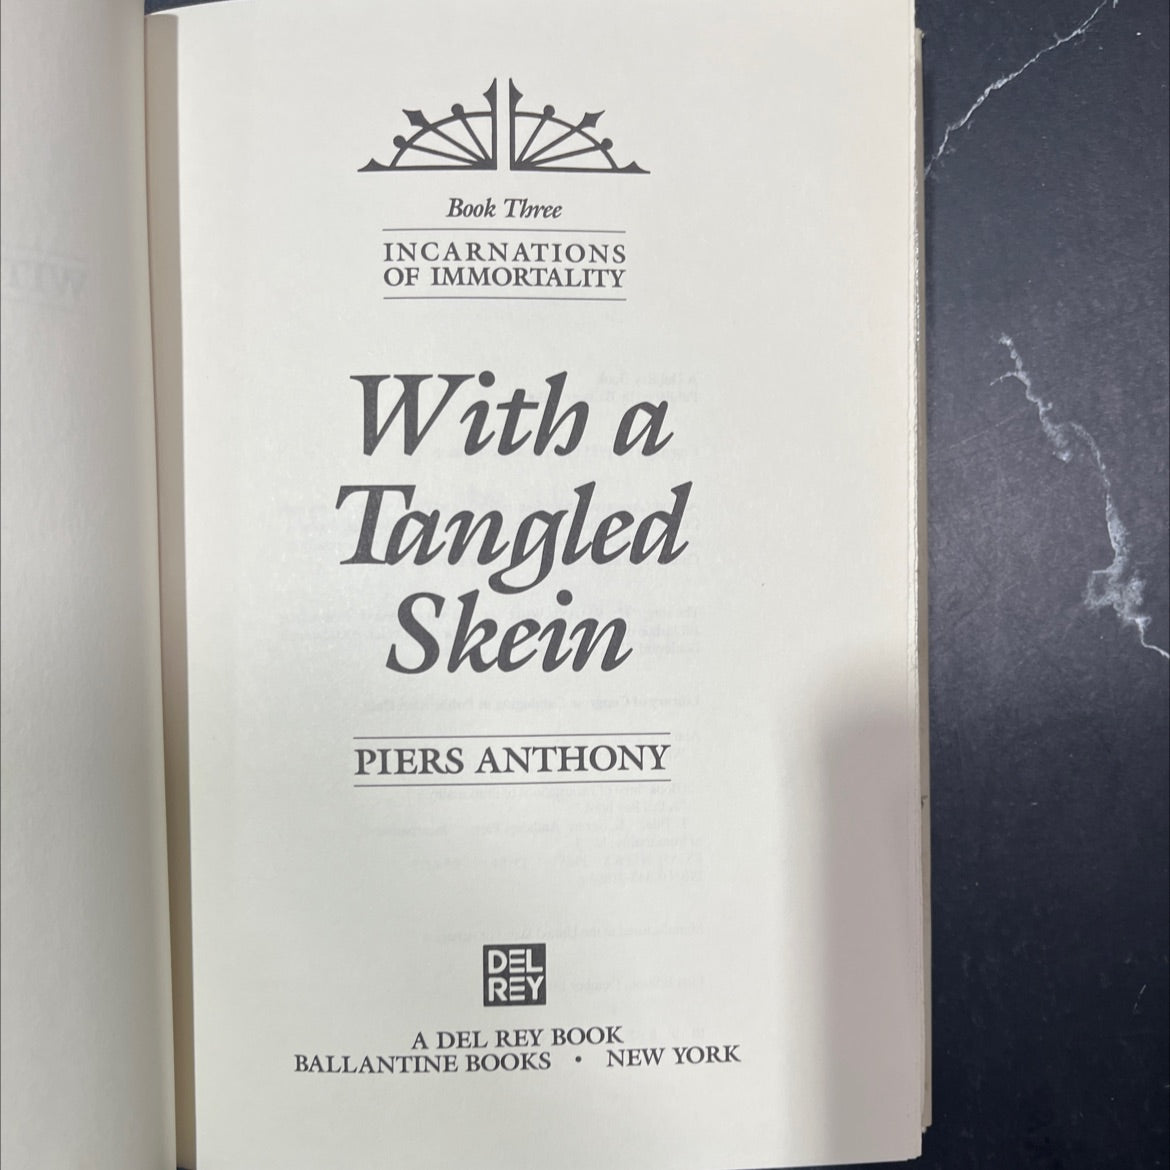 Book Three
INCARNATIONS
OF IMMORTALITY
With a
Tangled
Skein
PIERS ANTHONY
DEL
REY
A DEL REY BOOK
BALLANTINE BOOKS • NEW YORK